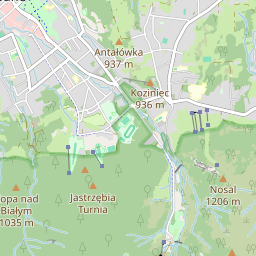 Antałówka
937 m
Koziniec
936 m
Jastrzębia
Turnia
Nosal
1206 m
opa nad
Białym
1035 m